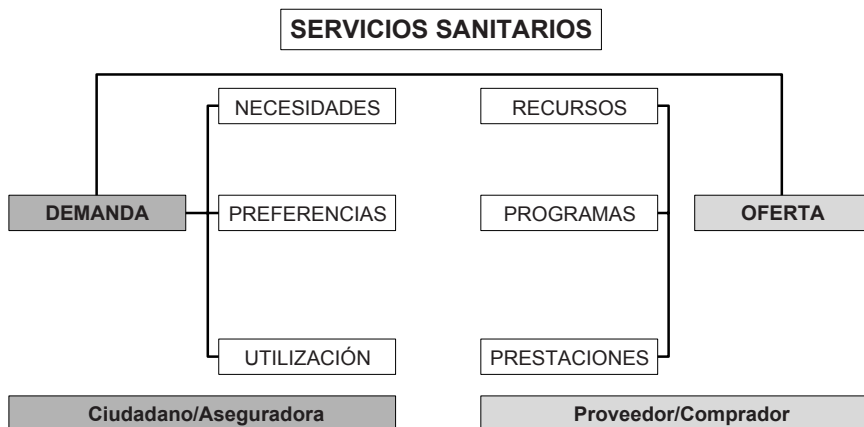 SERVICIOS SANITARIOS
NECESIDADES
RECURSOS
DEMANDA
PREFERENCIAS
PROGRAMAS
OFERTA
UTILIZACIÓN
PRESTACIONES
Ciudadano/Aseguradora
Proveedor/Comprador